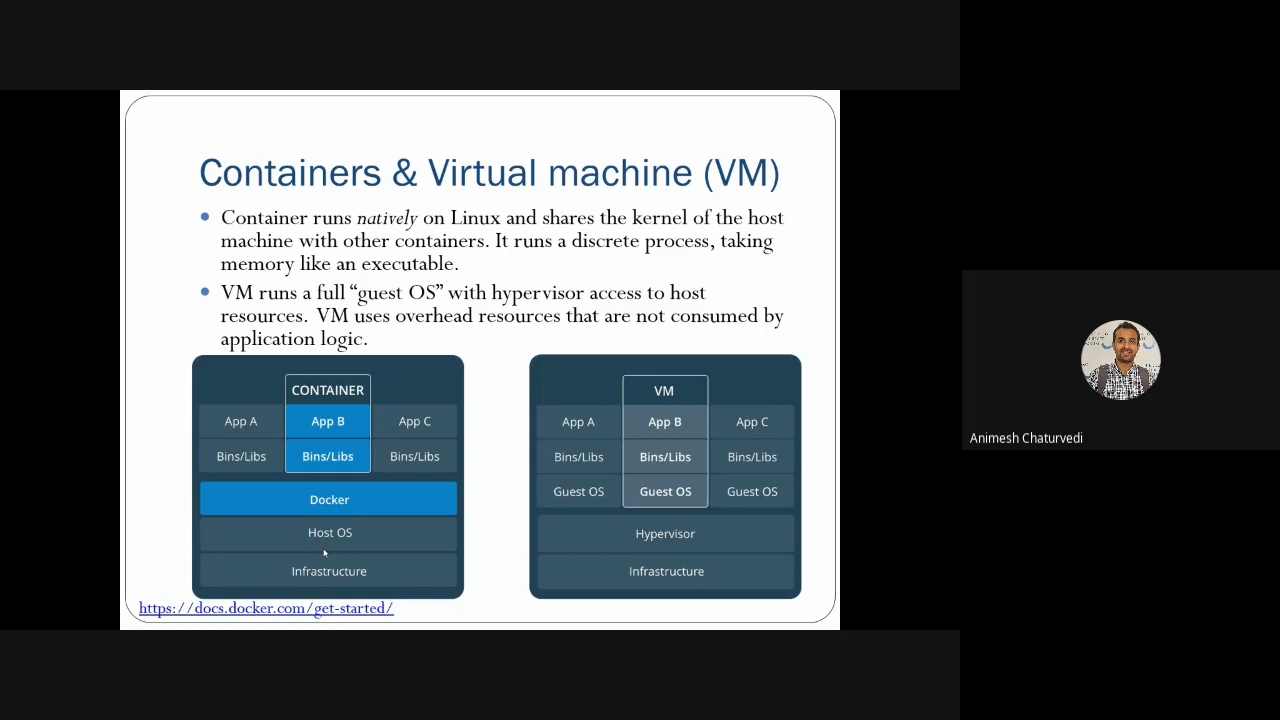 Containers & Virtual machine (VM)
Container runs natively on Linux and shares the kernel of the host
machine with other containers. It runs a discrete process, taking
memory like an executable.
VM runs a full “guest OS” with hypervisor access to host
resources. VM uses overhead resources that are not consumed by
application logic.
CONTAINER
App A App B App C
Bins/Libs Bins/Libs Bins/Libs
Docker
Host OS
Infrastructure
VM
App A App B App C
Bins/Libs Bins/Libs Bins/Libs
Guest OS Guest OS Guest OS
Hypervisor
Infrastructure
https://docs.docker.com/get-started/
Animesh Chaturvedi